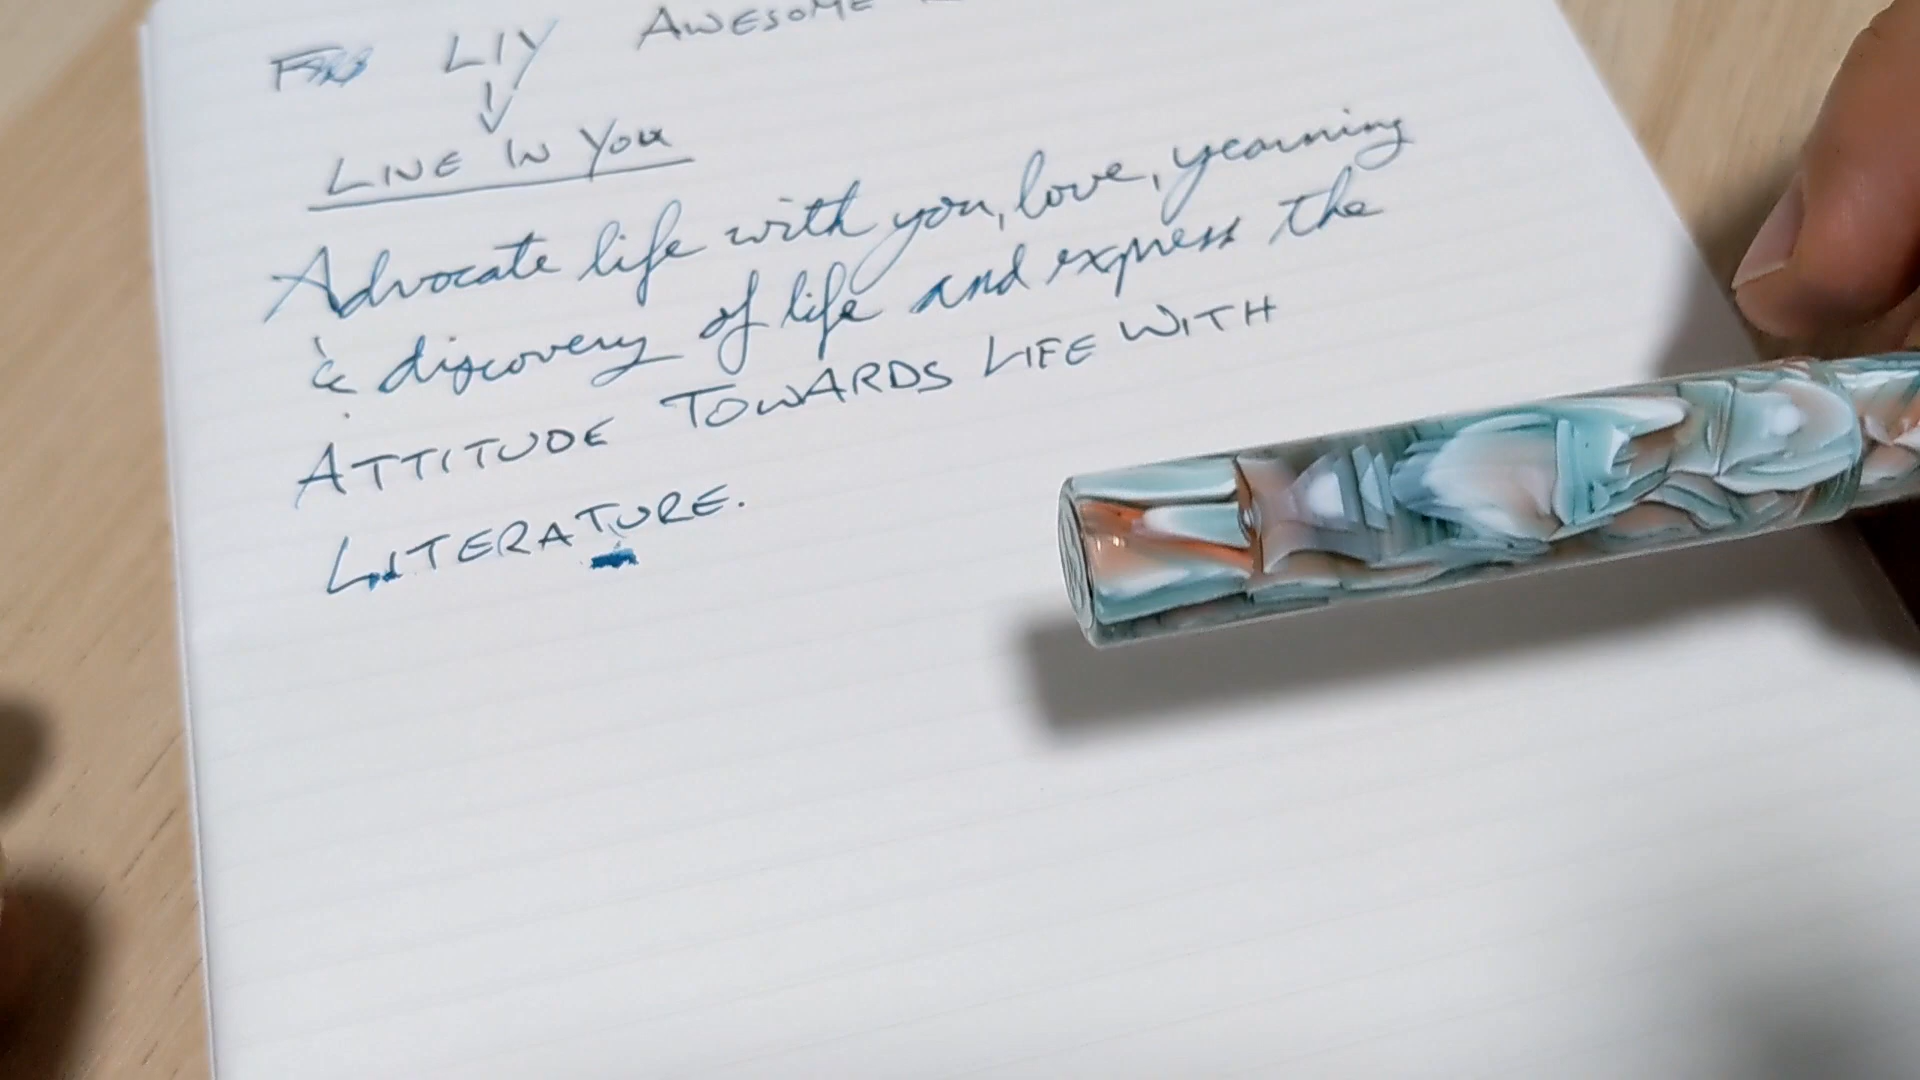 LIY AWESOME
LIVE IN YOU
Advocate life with you, love, yearning
& discovery of life and express the
ATTITUDE TOWARDS LIFE WITH
LITERATURE.